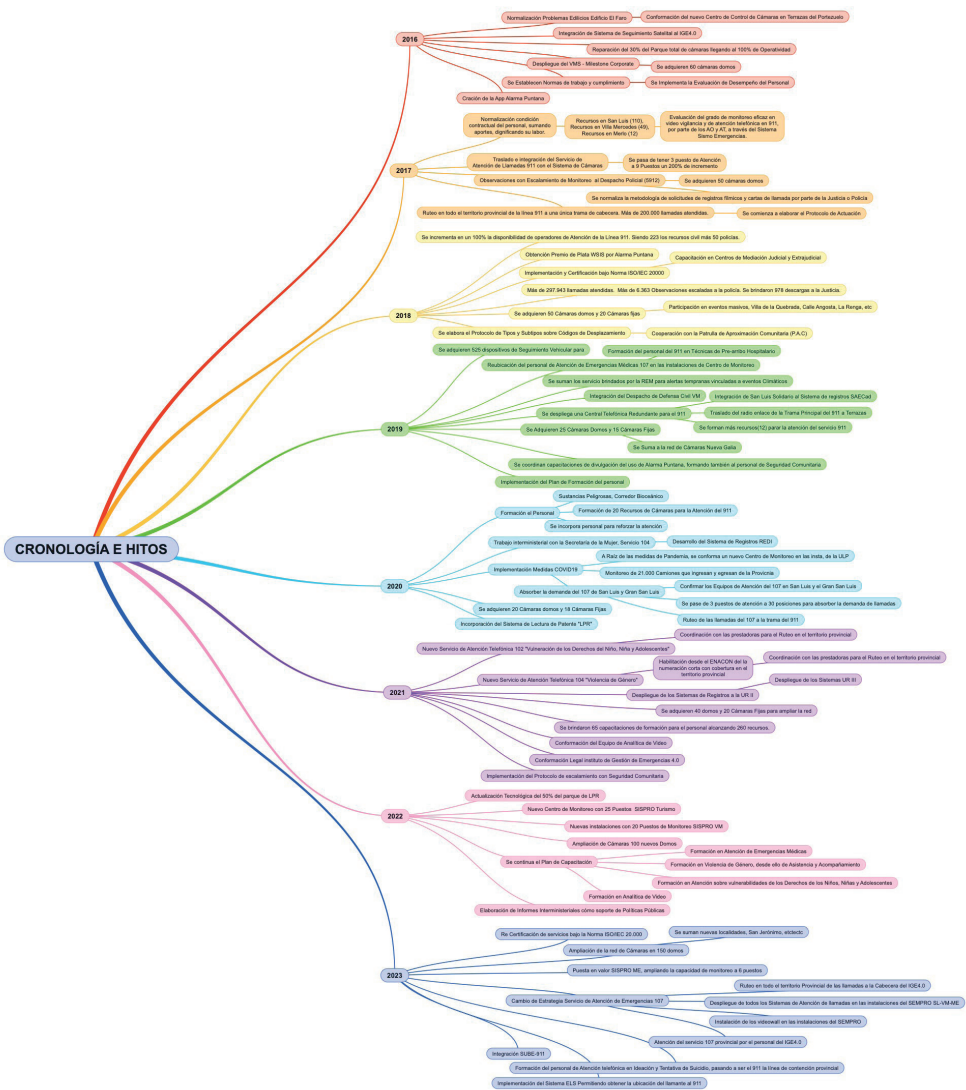 CRONOLOGÍA E HITOS
2016
Normalización Problemas Edilicios Edificio El Faro
Conformación del nuevo Centro de Control de Cámaras en Terrazas del Portezuelo
Integración de Sistema de Seguimiento Satelital al IGE4.0
Reparación del 30% del Parque total de cámaras llegando al 100% de Operatividad
Despliegue del VMS - Milestone Corporate
Se adquieren 60 cámaras domos
Se Establecen Normas de trabajo y cumplimiento
Se Implementa la Evaluación de Desempeño del Personal
Cración de la App Alarma Puntana
2017
Normalización condición
contractual del personal, sumando
aportes, dignificando su labor.
Recursos en San Luis (110),
Recursos en Villa Mercedes (49),
Recursos en Merlo (12)
Evaluación del grado de monitoreo eficaz en
video vigilancia y de atención telefónica en 911,
por parte de los AO y AT, a través del Sistema
Sismo Emergencias.
Traslado e integración del Servicio de
Atención de Llamadas 911 con el Sistema de Cámaras
Se pasa de tener 3 puesto de Atención
a 9 Puestos un 200% de incremento
Observaciones con Escalamiento de Monitoreo al Despacho Policial (5912)
Se adquieren 50 cámaras domos
Se normaliza la metodología de solicitudes de registros fílmicos y cartas de llamada por parte de la Justicia o Policía
Ruteo en todo el territorio provincial de la línea 911 a una única trama de cabecera. Más de 200.000 llamadas atendidas.
Se comienza a elaborar el Protocolo de Actuación
2018
Se incrementa en un 100% la disponibilidad de operadores de Atención de la Línea 911. Siendo 223 los recursos civil más 50 policías.
Obtención Premio de Plata WSIS por Alarma Puntana
Capacitación en Centros de Mediación Judicial y Extrajudicial
Implementación y Certificación bajo Norma ISO/IEC 20000
Más de 297.943 llamadas atendidas. Más de 6.363 Observaciones escaladas a la policía. Se brindaron 978 descargas a la Justicia.
Se adquieren 50 Cámaras domos y 20 Cámaras fijas
Participación en eventos masivos, Villa de la Quebrada, Calle Angosta, La Renga, etc
Se elabora el Protocolo de Tipos y Subtipos sobre Códigos de Desplazamiento
Cooperación con la Patrulla de Aproximación Comunitaria (P.A.C)
2019
Se adquieren 525 dispositivos de Seguimiento Vehicular para
Formación del personal del 911 en Técnicas de Pre-ambo Hospitalario
Reubicación del personal de Atención de Emergencias Médicas 107 en las instalaciones de Centro de Monitoreo
Se suman los servicio brindados por la REM para alertas tempranas vinculadas a eventos Climáticos
Integración del Despacho de Defensa Civil VM
Integración de San Luis Solidario al Sistema de registros SAECad
Se despliega una Central Telefónica Redundante para el 911
Traslado del radio enlace de la Trama Principal del 911 a Terrazas
Se forman más recursos(12) parar la atención del servicio 911
Se Adquieren 25 Cámaras Domos y 15 Cámaras Fijas
Se Suma a la red de Cámaras Nueva Galia
Se coordinan capacitaciones de divulgación del uso de Alarma Puntana, formando también al personal de Seguridad Comunitaria
Implementación del Plan de Formación del personal
2020
Sustancias Peligrosas, Corredor Bioceánico
Formación el Personal
Formación de 20 Recursos de Cámaras para la Atención del 911
Se incorpora personal para reforzar la atención
Trabajo interministerial con la Secretaría de la Mujer, Servicio 104
Desarrollo del Sistema de Registros REDI
A Raíz de las medidas de Pandemia, se conforma un nuevo Centro de Monitoreo en las insta, de la ULP
Implementación Medidas COVID19
Monitoreo de 21.000 Camiones que ingresan y egresan de la Provicnia
Absorber la demanda del 107 de San Luis y Gran San Luis
Confirmar los Equipos de Atención del 107 en San Luis y el Gran San Luis
Se pase de 3 puestos de atención a 30 posiciones para absorber la demanda de llamadas
Se adquieren 20 Cámaras domos y 18 Cámaras Fijas
Ruteo de las llamadas del 107 a la trama del 911
Incorporación del Sistema de Lectura de Patente "LPR"
2021
Coordinación con las prestadoras para el Ruteo en el territorio provincial
Nuevo Servicio de Atención Telefónica 102 "Vulneración de los Derechos del Niño, Niña y Adolescentes"
Nuevo Servicio de Atención Telefónica 104 "Violencia de Género"
Habilitación desde el ENACON del la
numeración corta con cobertura en el
territorio provincial
Coordinación con las prestadoras para el Ruteo en el territorio provincial
Despliegue de los Sistemas de Registros a la UR II
Despliegue de los Sistemas UR III
Se adquieren 40 domos y 20 Cámaras Fijas para ampliar la red
Se brindaron 65 capacitaciones de formación para el personal alcanzando 260 recursos.
Conformación del Equipo de Analítica de Video
Conformación Legal instituto de Gestión de Emergencias 4.0
Implementación del Protocolo de escalamiento con Seguridad Comunitaria
2022
Actualización Tecnológica del 50% del parque de LPR
Nuevo Centro de Monitoreo con 25 Puestos SISPRO Turismo
Nuevas instalaciones con 20 Puestos de Monitoreo SISPRO VM
Ampliación de Cámaras 100 nuevos Domos
Formación en Atención de Emergencias Médicos
Se continua el Plan de Capacitación
Formación en Violencia de Género, desde ello de Asistencia y Acompañamiento
Formación en Atención sobre vulnerabilidades de los Derechos de los Niños, Niñas y Adolescentes
Formación en Analítica de Video
Elaboración de Informes Interministeriales cómo soporte de Políticas Públicas
2023
Re Certificación de servicios bajo la Norma ISO/IEC 20.000
Se suman nuevas localidades, San Jerónimo, etctectc
Ampliación de la red de Cámaras en 150 domos
Puesta en valor SISPRO ME, ampliando la capacidad de monitoreo a 6 puestos
Ruteo en todo el territorio Provincial de las llamadas a la Cabecera del IGE4.0
Cambio de Estrategia Servicio de Atención de Emergencias 107
Despliegue de todos los Sistemas de Atención de llamadas en las instalaciones del SEMPRO SL-VM-ME
Instalación de los videowall en las instalaciones del SEMPRO
Atención del servicio 107 provincial por el personal del IGE4.0
Integración SUBE-911
Formación del personal de Atención telefónica en Ideación y Tentativa de Suicidio, pasando a ser el 911 la línea de contención provincial
Implementación del Sistema ELS Permitiendo obtener la ubicación del llamante al 911